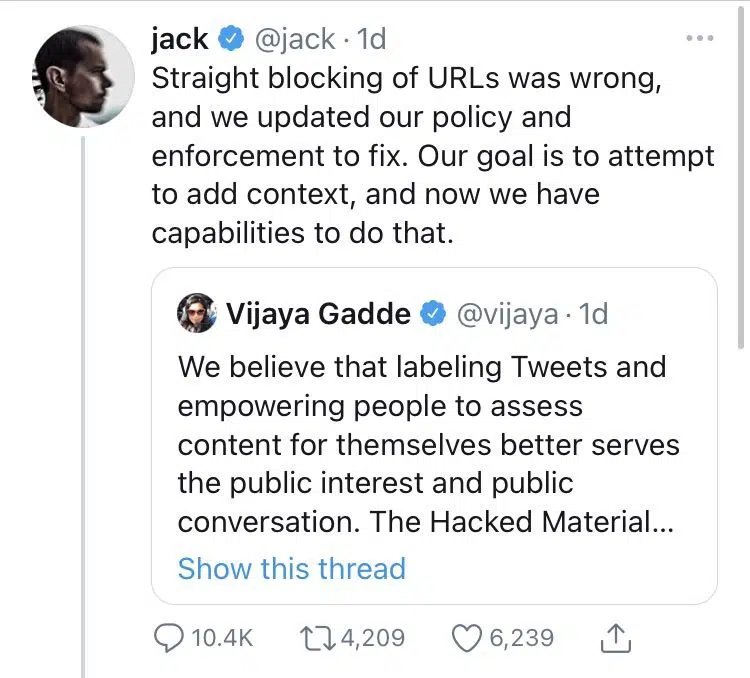 jack @jack · 1d
Straight blocking of URLs was wrong,
and we updated our policy and
enforcement to fix. Our goal is to attempt
to add context, and now we have
capabilities to do that.
Vijaya Gadde @vijaya · 1d
We believe that labeling Tweets and
empowering people to assess
content for themselves better serves
the public interest and public
conversation. The Hacked Material...
Show this thread
10.4K 4,209 6,239